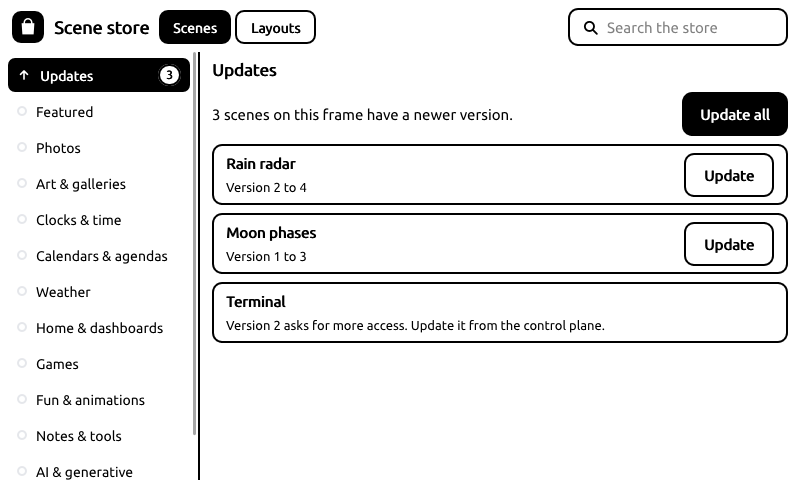 Scene store
Scenes
Layouts
Search the store
Updates
3
Featured
Photos
Art & galleries
Clocks & time
Calendars & agendas
Weather
Home & dashboards
Games
Fun & animations
Notes & tools
AI & generative
Updates
3 scenes on this frame have a newer version.
Update all
Rain radar
Version 2 to 4
Update
Moon phases
Version 1 to 3
Update
Terminal
Version 2 asks for more access. Update it from the control plane.